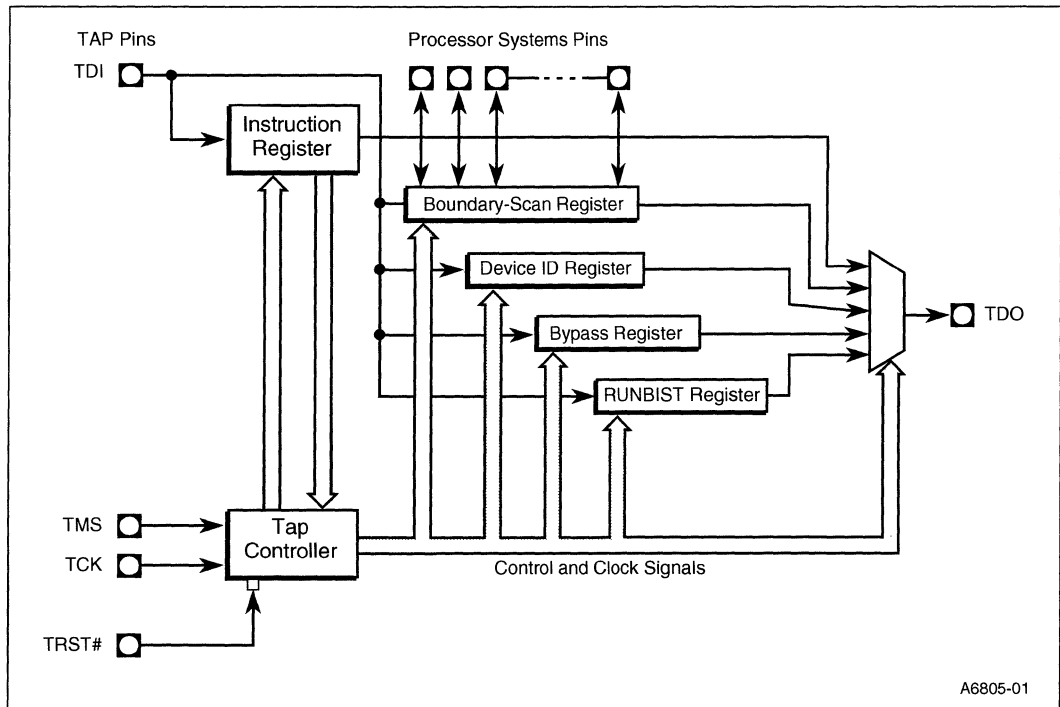 TAP Pins
Processor Systems Pins
TDI
Instruction
Register
Boundary-Scan Register
Device ID Register
TDO
Bypass Register
RUNBIST Register
TMS
Tap
Controller
TCK
Control and Clock Signals
TRST#
A6805-01